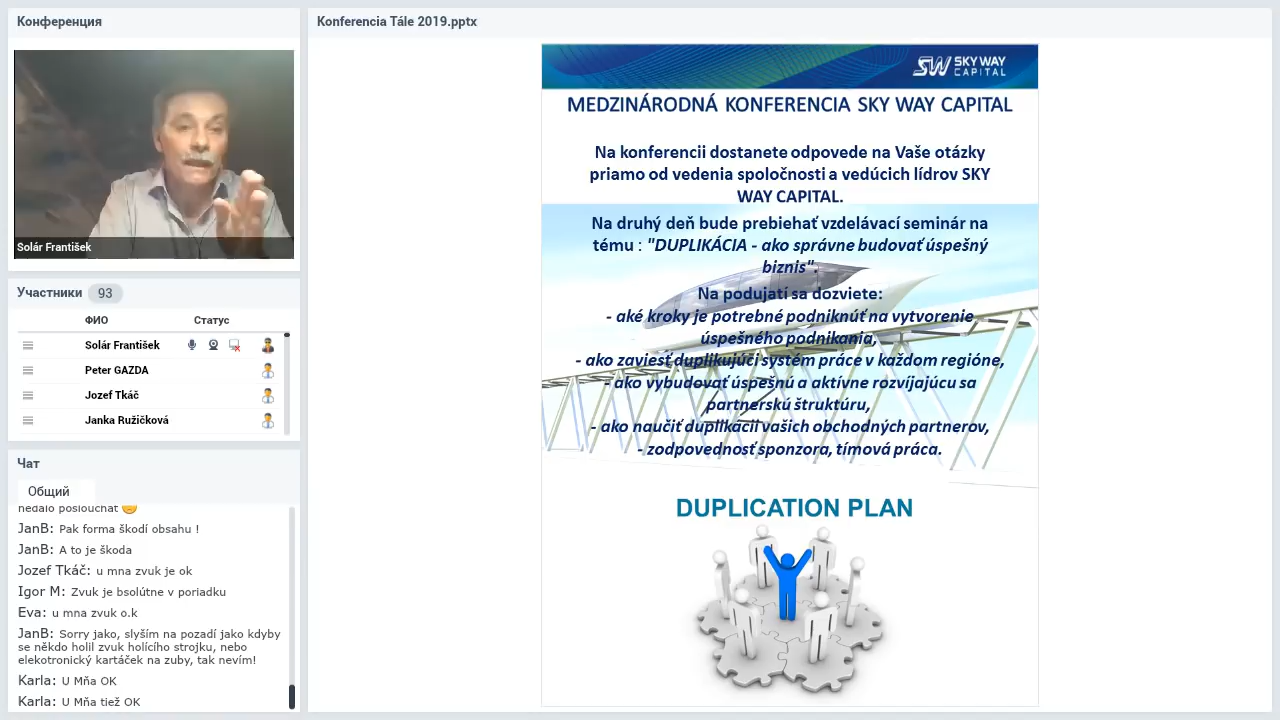 Конференция
Solár František
Участники 93
ФИО Статус
Solár František
Peter GAZDA
Jozef Tkáč
Janka Ružičková
Чат
Общий
nedalo poslouchat
JanB: Pak forma škodí obsahu !
JanB: A to je škoda
Jozef Tkáč: u mna zvuk je ok
Igor M: Zvuk je bsolútne v poriadku
Eva: u mna zvuk o.k
JanB: Sorry jako, slyším na pozadí jako kdyby
se někdo holil zvuk holícího strojku, nebo
elekotronický kartáček na zuby, tak nevím!
Karla: U Mňa OK
Karla: U Mňa tiež OK
Konferencia Tále 2019.pptx
SW SKY WAY
CAPITAL
MEDZINÁRODNÁ KONFERENCIA SKY WAY CAPITAL
Na konferencii dostanete odpovede na Vaše otázky
priamo od vedenia spoločnosti a vedúcich lídrov SKY
WAY CAPITAL.
Na druhý deň bude prebiehať vzdelávací seminár na
tému : "DUPLIKÁCIA - ako správne budovať úspešný
biznis".
Na podujatí sa dozviete:
- aké kroky je potrebné podniknúť na vytvorenie
úspešného podnikania,
- ako zaviesť duplikujúci systém práce v každom regióne,
- ako vybudovať úspešnú a aktívne rozvíjajúcu sa
partnerskú štruktúru,
- ako naučiť duplikácii vašich obchodných partnerov,
- zodpovednosť sponzora, tímová práca.
DUPLICATION PLAN